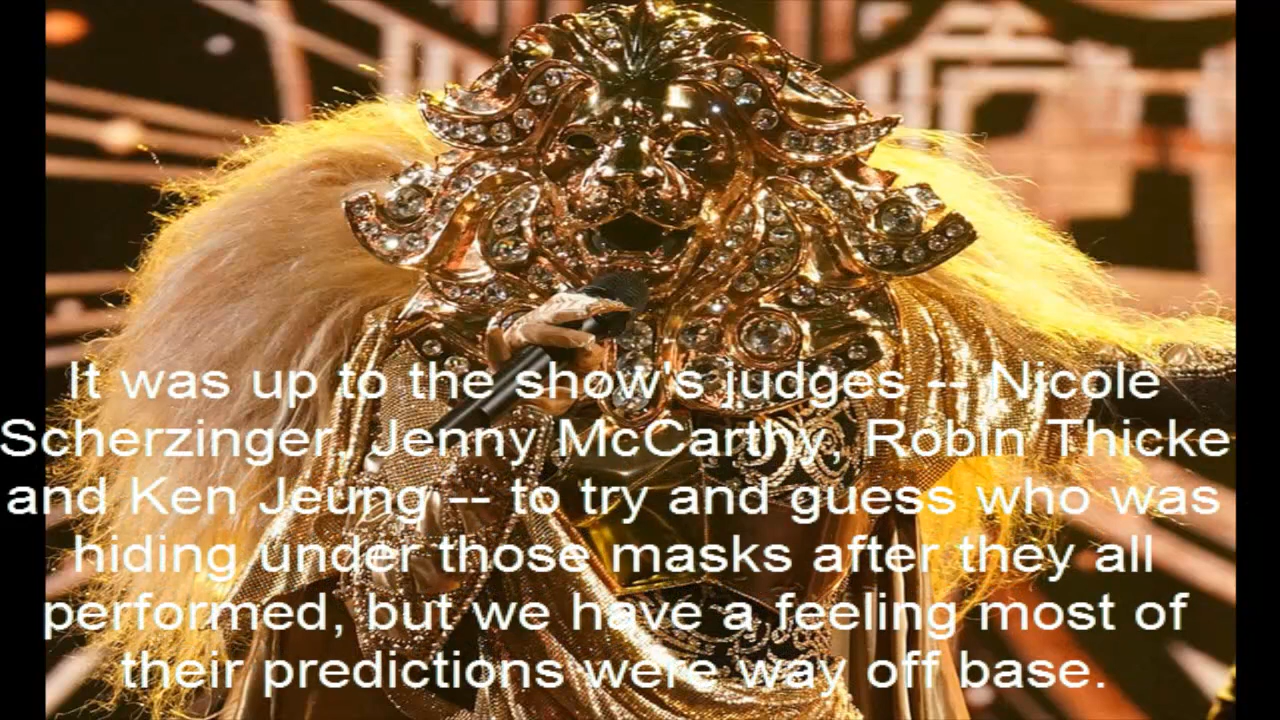 It was up to the show's judges -- Nicole
Scherzinger, Jenny McCarthy, Robin Thicke
and Ken Jeung -- to try and guess who was
hiding under those masks after they all
performed, but we have a feeling most of
their predictions were way off base.